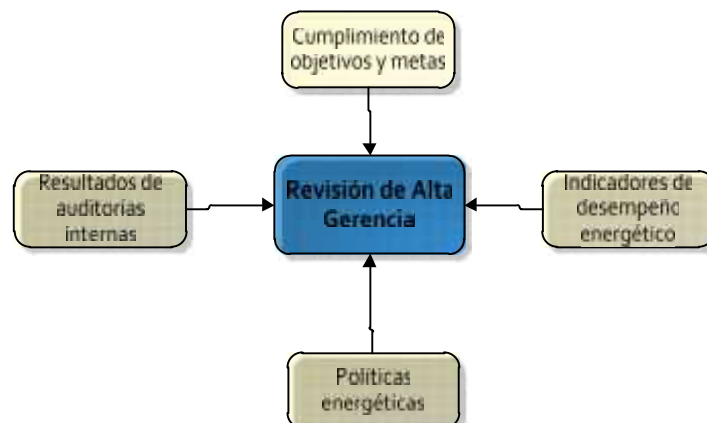 Cumplimiento de
objetivos y metas
Resultados de
auditorías
internas
Revisión de Alta
Gerencia
Indicadores de
desempeño
energético
Políticas
energéticas